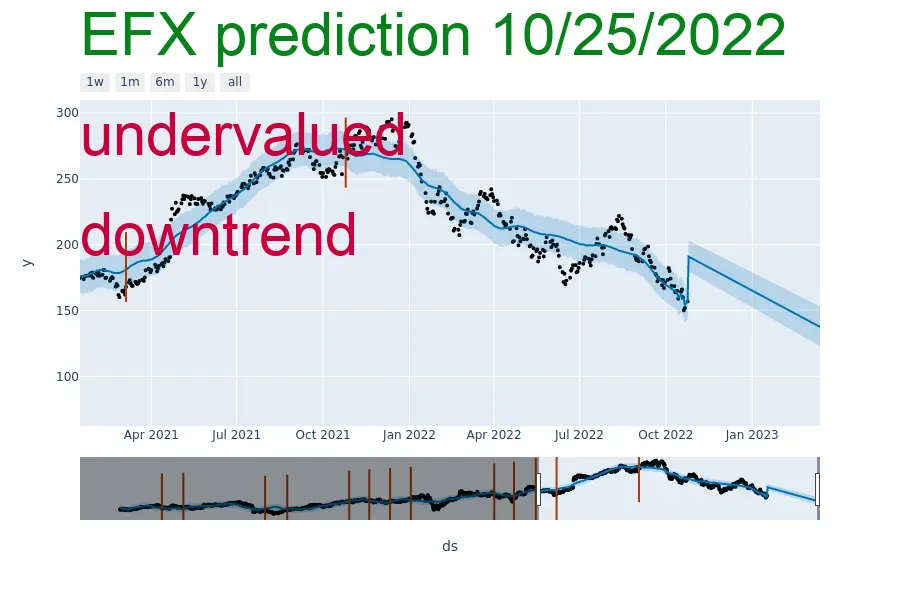 EFX prediction 10/25/2022
1w 1m 6m 1y all
300
undervalued
250
downtrend
200
y
150
100
Apr 2021 Jul 2021 Oct 2021 Jan 2022 Apr 2022 Jul 2022 Oct 2022 Jan 2023
ds